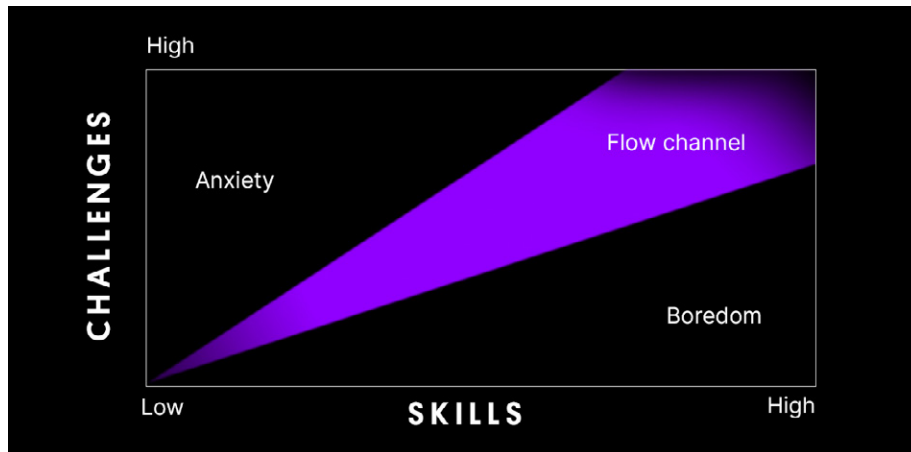 High
CHALLENGES
Anxiety
Flow channel
Boredom
Low
SKILLS
High